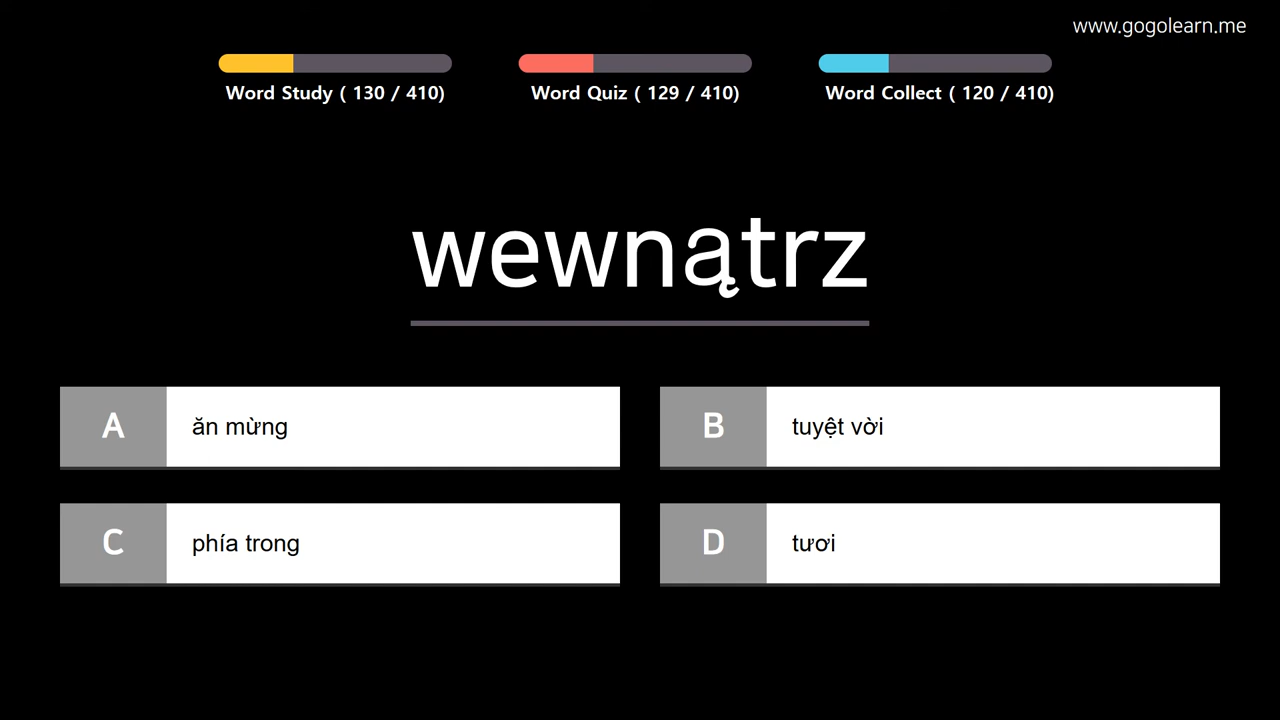 www.gogolearn.me
Word Study ( 130 / 410)
Word Quiz ( 129 / 410)
Word Collect ( 120 / 410)
wewnątrz
A
ăn mừng
B
tuyệt vời
C
phía trong
D
tươi